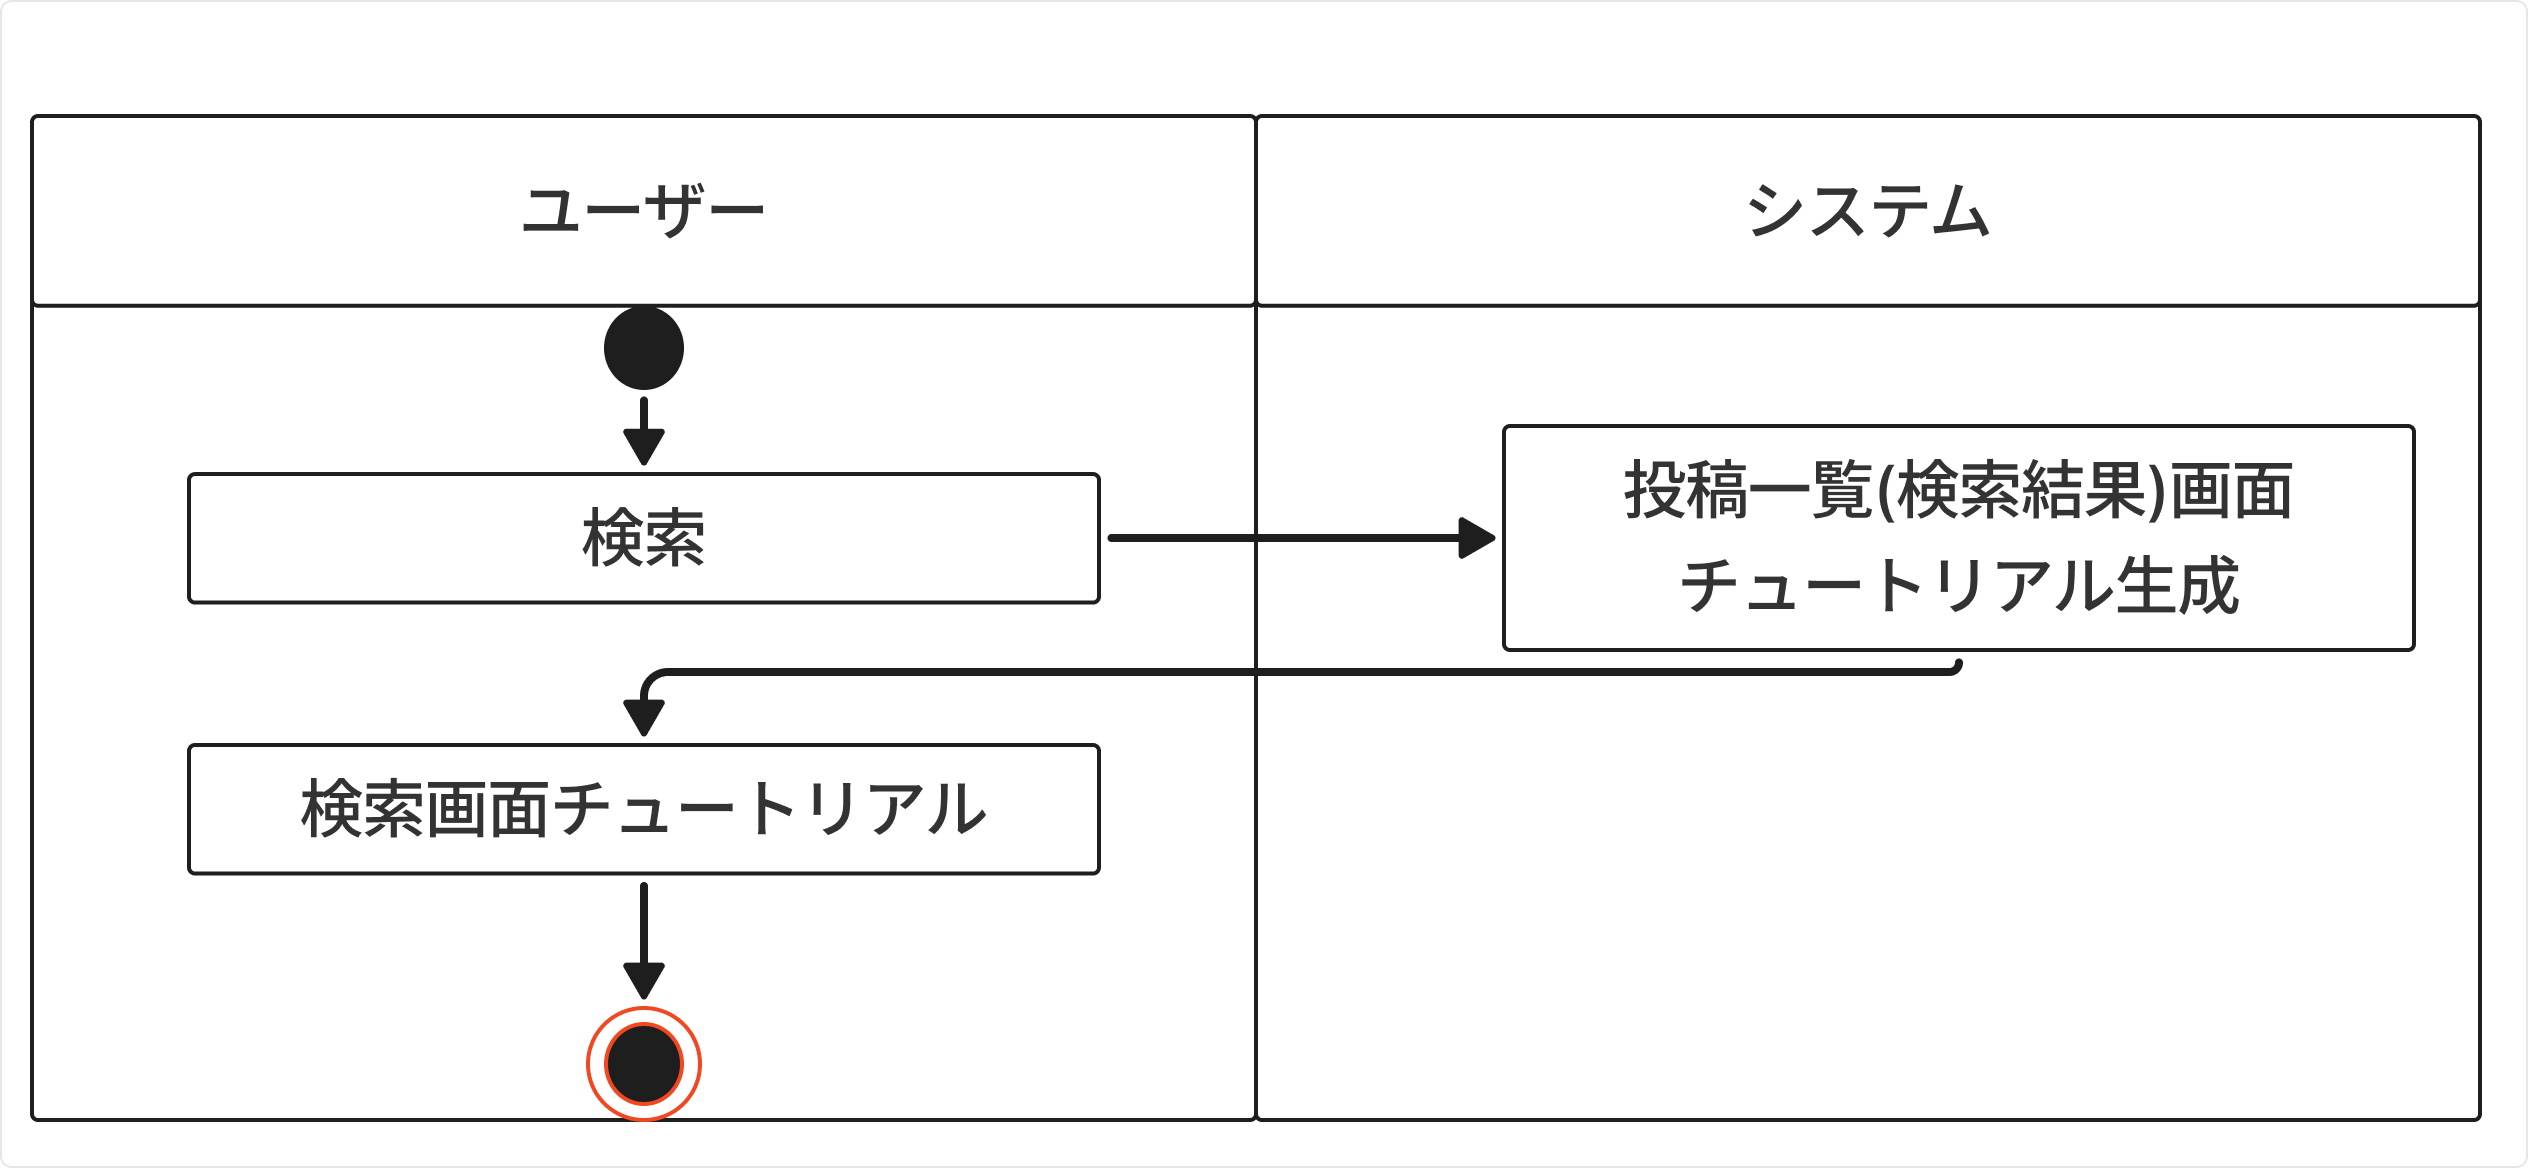 ユーザー
システム
検索
投稿一覧(検索結果)画面
チュートリアル生成
検索画面チュートリアル